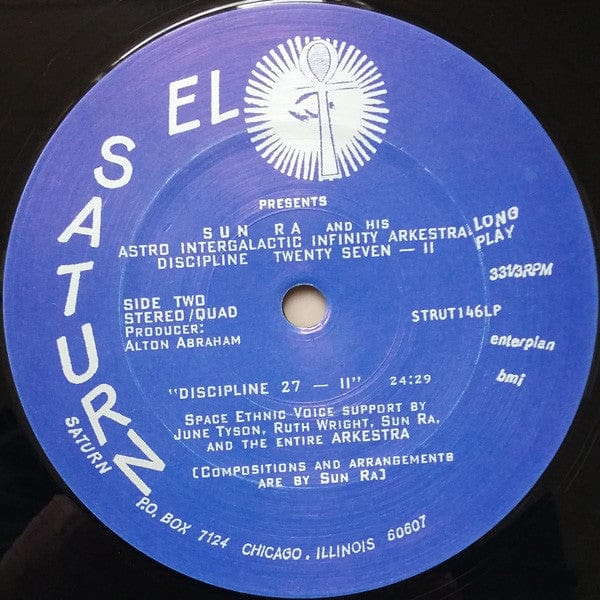 EL
SATURN
SATURN
PRESENTS
SUN RA AND HIS
ASTRO INTERGALACTIC INFINITY ARKESTRA
DISCIPLINE TWENTY SEVEN — II
LONG
PLAY
33 1/3 RPM
SIDE TWO
STEREO/QUAD
PRODUCER:
ALTON ABRAHAM
STRUT146LP
enterplan
bmi
"DISCIPLINE 27 — II" 24:29
SPACE ETHNIC VOICE SUPPORT BY
JUNE TYSON, RUTH WRIGHT, SUN RA,
AND THE ENTIRE ARKESTRA
[COMPOSITIONS AND ARRANGEMENTS
ARE BY SUN RA]
P.O. BOX 7124 CHICAGO, ILLINOIS 60607